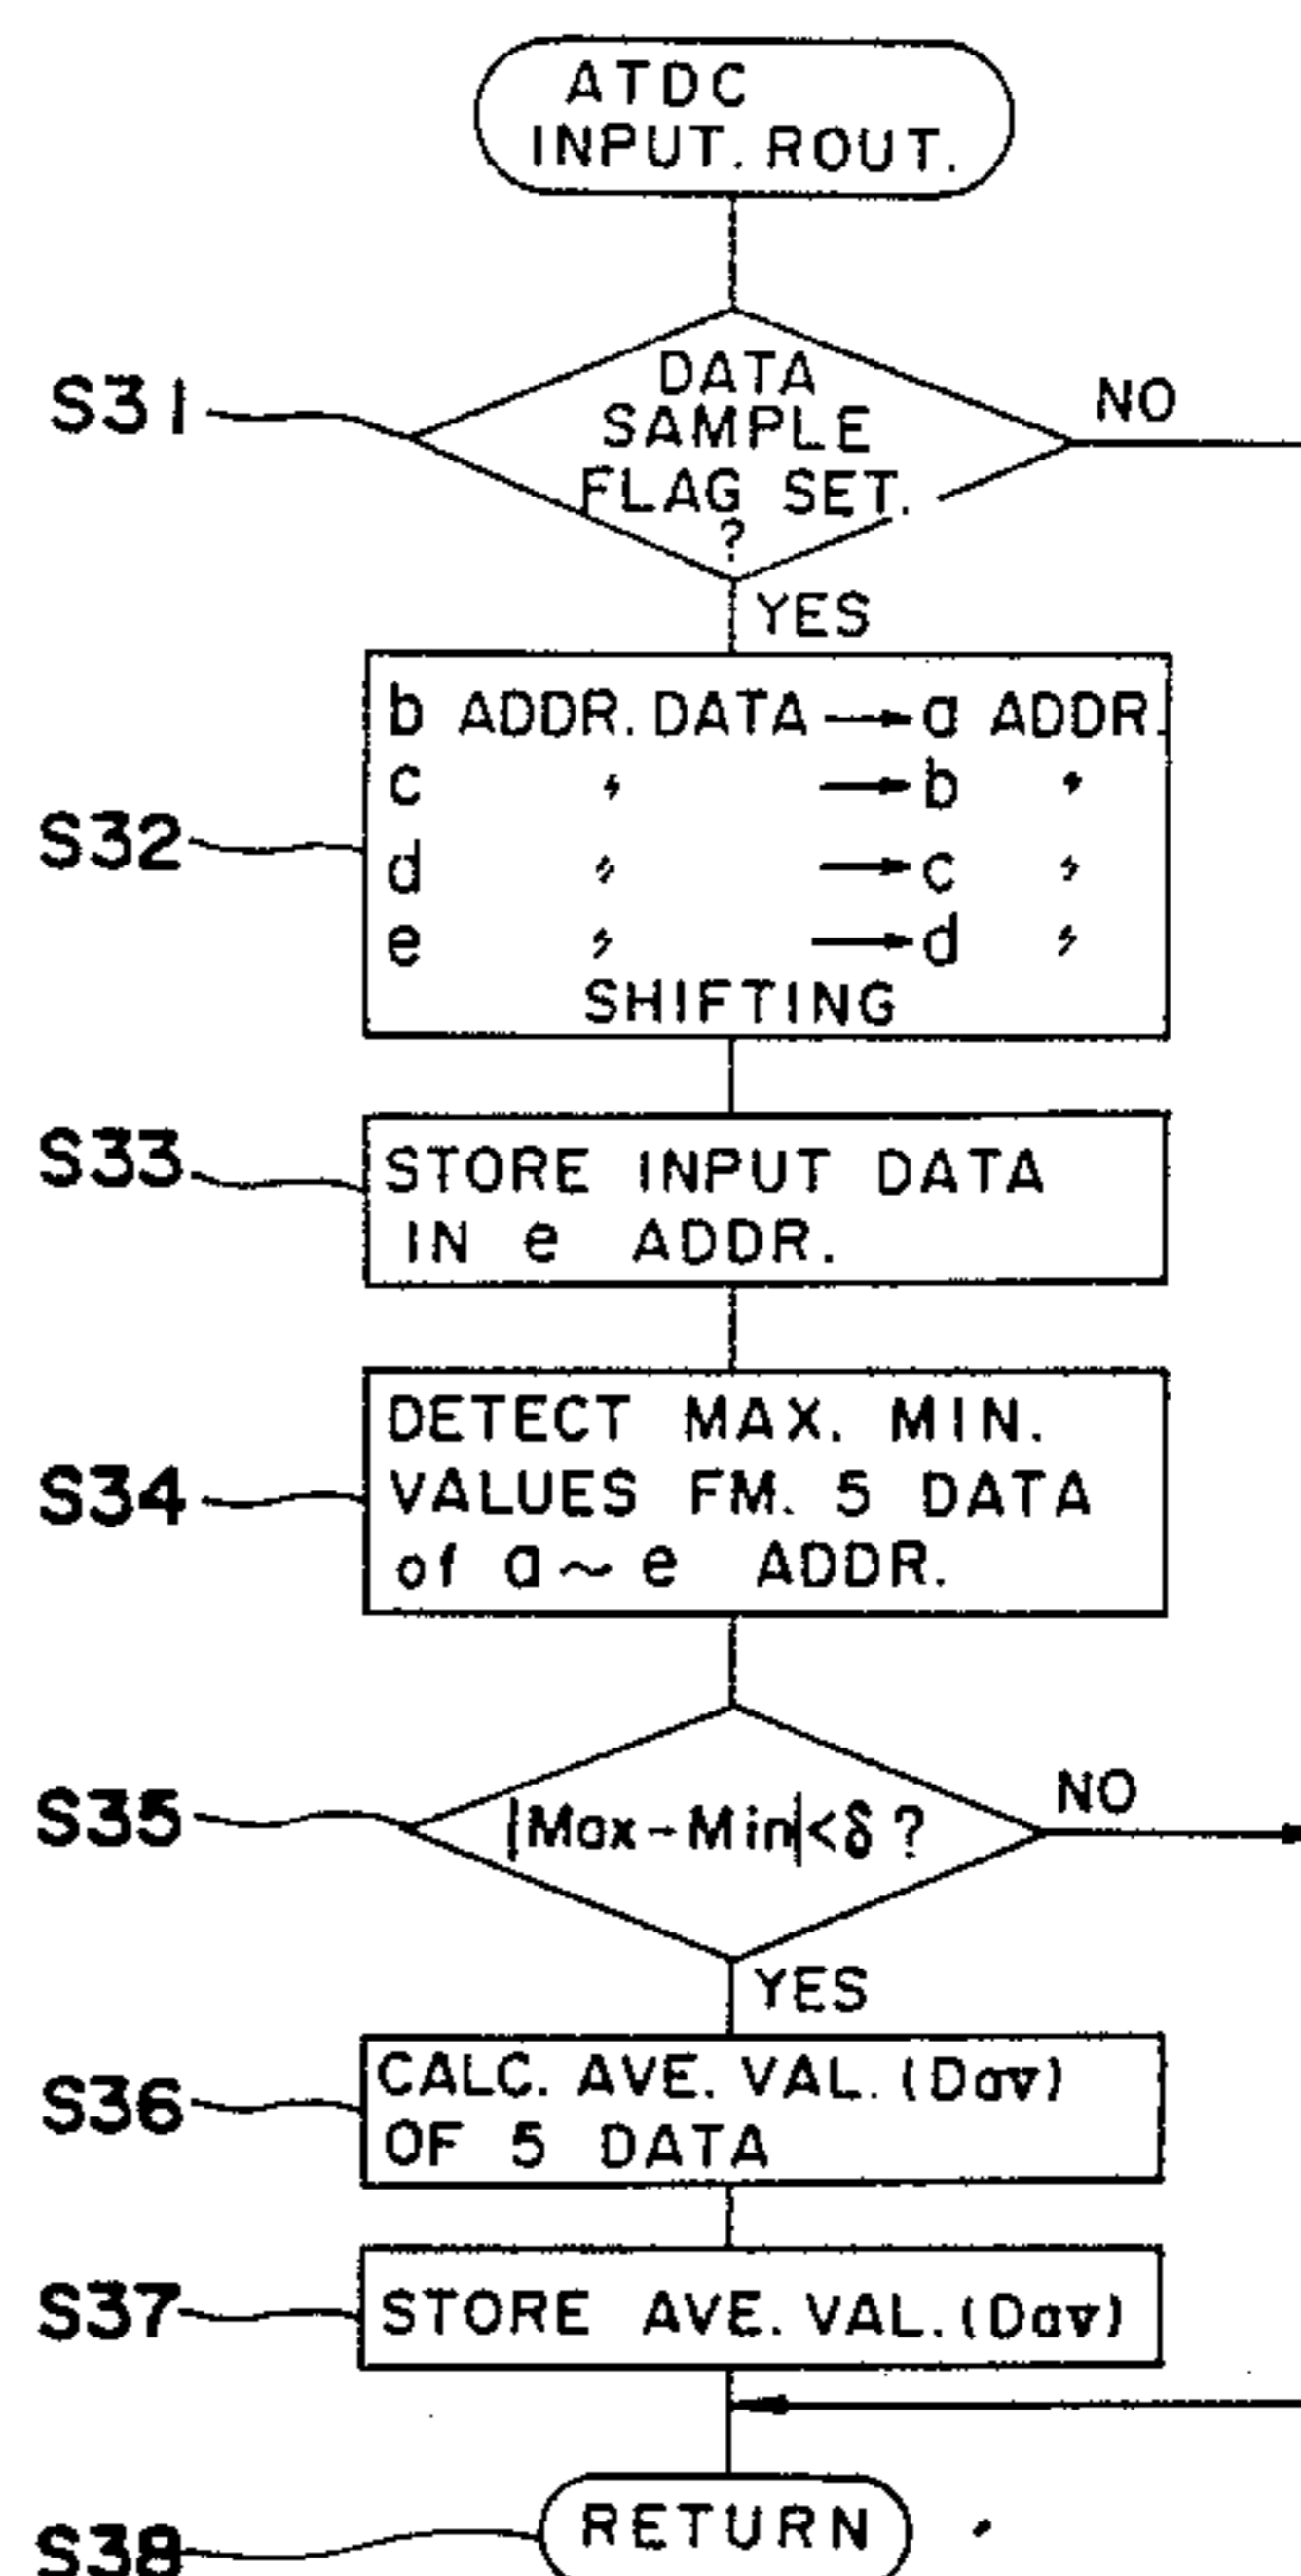 ATDC
INPUT. ROUT.
S31
DATA
SAMPLE
FLAG SET.
?
NO
YES
S32
b ADDR. DATA → a ADDR.
c 〃 → b 〃
d 〃 → c 〃
e 〃 → d 〃
SHIFTING
S33
STORE INPUT DATA
IN e ADDR.
S34
DETECT MAX. MIN.
VALUES FM. 5 DATA
of a ~ e ADDR.
S35
|Max-Min|<δ ?
NO
YES
S36
CALC. AVE. VAL. (Dav)
OF 5 DATA
S37
STORE AVE. VAL. (Dav)
S38
RETURN